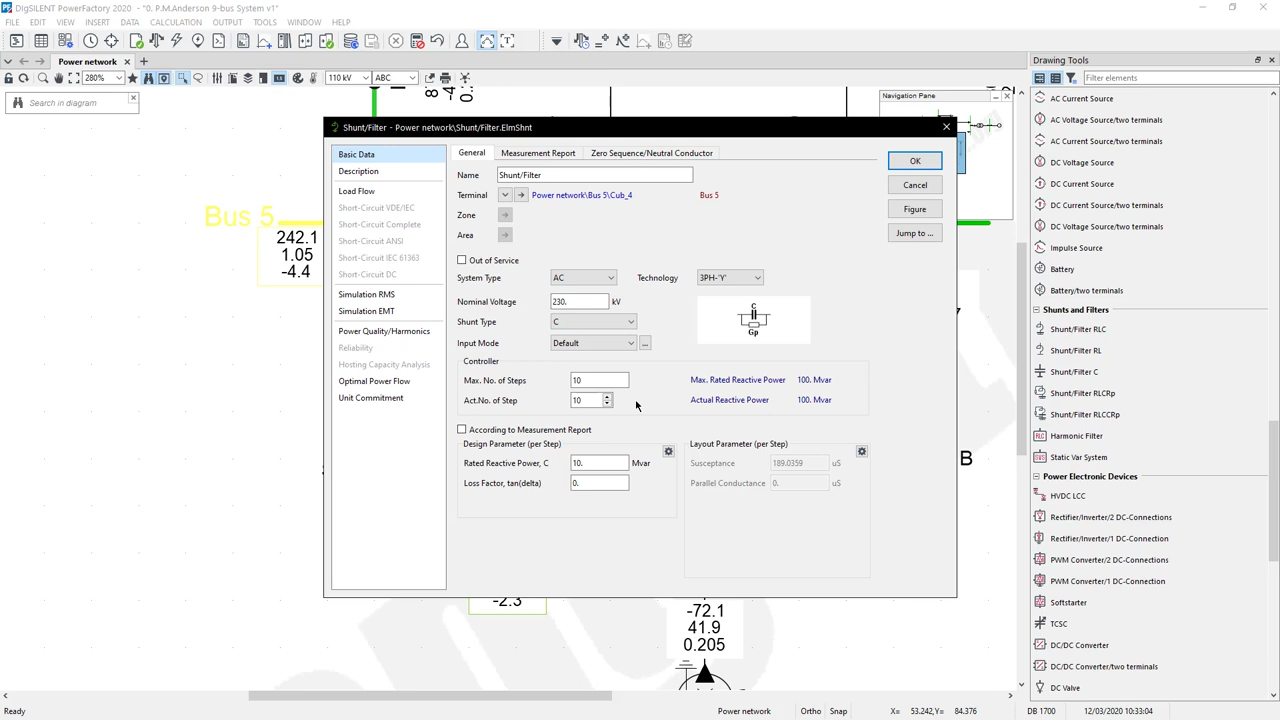 DIgSILENT PowerFactory 2020 - "0. P.M.Anderson 9-bus System v1"
FILE EDIT VIEW INSERT DATA CALCULATION OUTPUT TOOLS WINDOW HELP
Power network
280% 110 kV ABC
Search in diagram
Bus 5
242.1
1.05
-4.4
-2.3
-72.1
41.9
0.205
B
Navigation Pane
Shunt/Filter - Power network\Shunt/Filter.ElmShnt
Basic Data
Description
Load Flow
Short-Circuit VDE/IEC
Short-Circuit Complete
Short-Circuit ANSI
Short-Circuit IEC 61363
Short-Circuit DC
Simulation RMS
Simulation EMT
Power Quality/Harmonics
Reliability
Hosting Capacity Analysis
Optimal Power Flow
Unit Commitment
General Measurement Report Zero Sequence/Neutral Conductor
Name Shunt/Filter
Terminal Power network\Bus 5\Cub_4 Bus 5
Zone
Area
Out of Service
System Type AC Technology 3PH-'Y'
Nominal Voltage 230. kV
Shunt Type C
Input Mode Default ...
C
Gp
Controller
Max. No. of Steps 10 Max. Rated Reactive Power 100. Mvar
Act.No. of Step 10 Actual Reactive Power 100. Mvar
According to Measurement Report
Design Parameter (per Step)
Rated Reactive Power, C 10. Mvar
Loss Factor, tan(delta) 0.
Layout Parameter (per Step)
Susceptance 189.0359 uS
Parallel Conductance 0. uS
OK
Cancel
Figure
Jump to ...
Drawing Tools
Filter elements
AC Current Source
AC Voltage Source/two terminals
AC Current Source/two terminals
DC Voltage Source
DC Current Source
DC Current Source/two terminals
DC Voltage Source/two terminals
Impulse Source
Battery
Battery/two terminals
Shunts and Filters
Shunt/Filter RLC
Shunt/Filter RL
Shunt/Filter C
Shunt/Filter RLCRp
Shunt/Filter RLCCRp
Harmonic Filter
Static Var System
Power Electronic Devices
HVDC LCC
Rectifier/Inverter/2 DC-Connections
Rectifier/Inverter/1 DC-Connection
PWM Converter/2 DC-Connections
PWM Converter/1 DC-Connection
Softstarter
TCSC
DC/DC Converter
DC/DC Converter/two terminals
DC Valve
Ready Power network Ortho Snap X= 53.242,Y= 84.376 DB 1700 12/03/2020 10:33:04